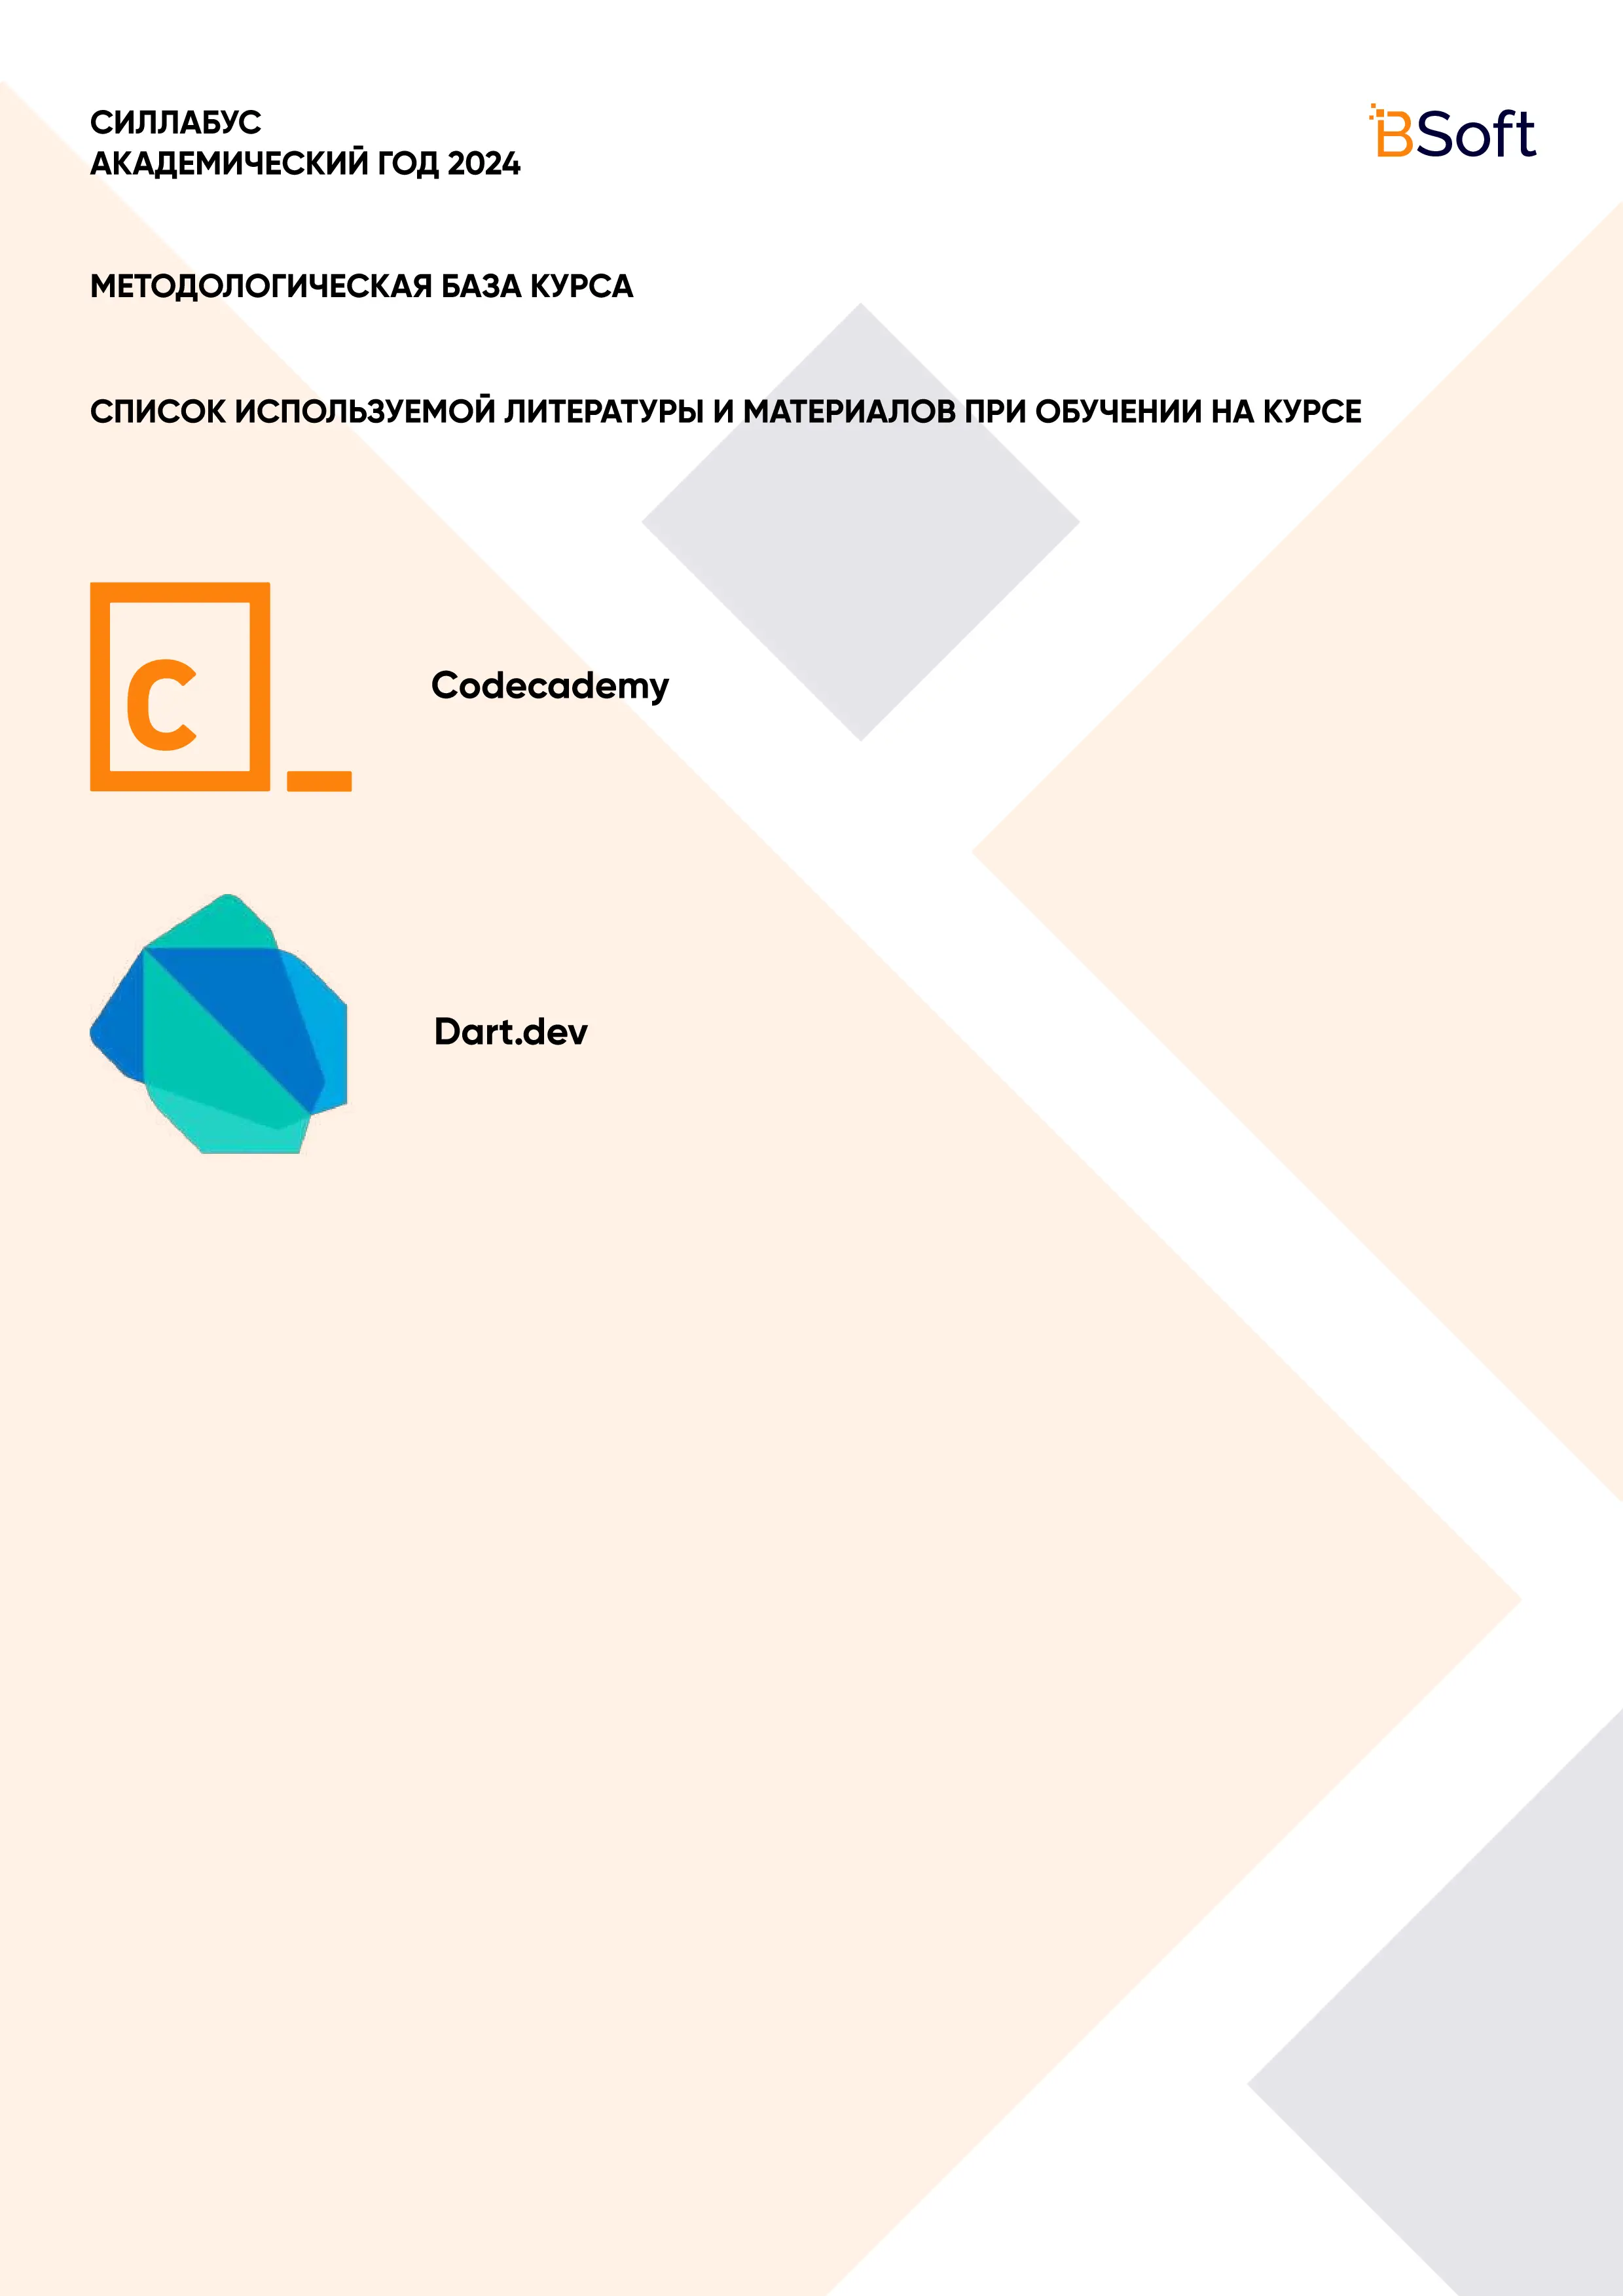 СИЛЛАБУС
АКАДЕМИЧЕСКИЙ ГОД 2024
BSoft
МЕТОДОЛОГИЧЕСКАЯ БАЗА КУРСА
СПИСОК ИСПОЛЬЗУЕМОЙ ЛИТЕРАТУРЫ И МАТЕРИАЛОВ ПРИ ОБУЧЕНИИ НА КУРСЕ
c_
Codecademy
Dart.dev